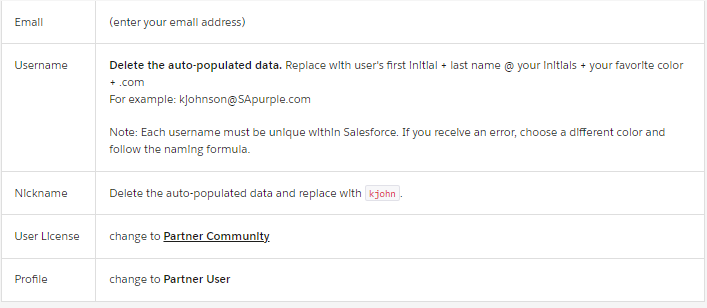 Email (enter your email address)
Username Delete the auto-populated data. Replace with user's first initial + last name @ your initials + your favorite color
+ .com
For example: kjohnson@SApurple.com
Note: Each username must be unique within Salesforce. If you receive an error, choose a different color and
follow the naming formula.
Nickname Delete the auto-populated data and replace with kjohn.
User License change to Partner Community
Profile change to Partner User